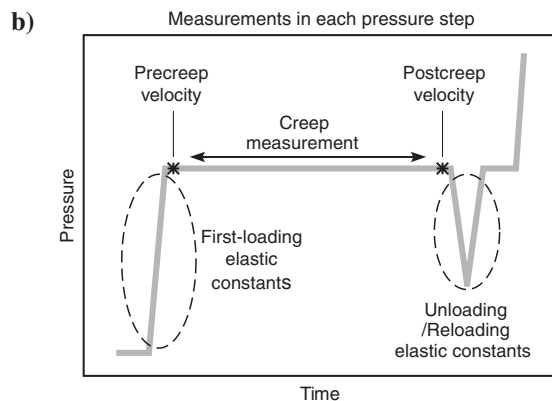 b)
Measurements in each pressure step
Precreep
velocity
Postcreep
velocity
Creep
measurement
First-loading
elastic
constants
Unloading
/Reloading
elastic constants
Pressure
Time